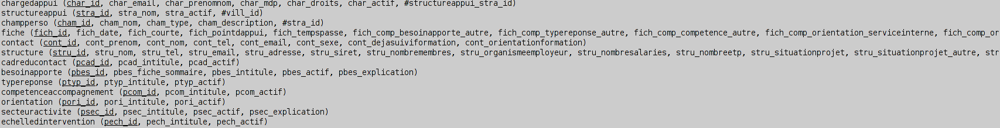 chargedappui (char_id, char_email, char_prenomnom, char_mdp, char_droits, char_actif, #structureappui_stra_id)
structureappui (stra_id, stra_nom, stra_actif, #vill_id)
champperso (cham_id, cham_nom, cham_type, cham_description, #stra_id)
fiche (fich_id, fich_date, fich_courte, fich_pointdappui, fich_tempspasse, fich_comp_besoinapporte_autre, fich_comp_typereponse_autre, fich_comp_competence_autre, fich_comp_orientation_serviceinterne, fich_comp_or
contact (cont_id, cont_prenom, cont_nom, cont_tel, cont_email, cont_sexe, cont_dejasuiviformation, cont_orientationformation)
structure (stru_id, stru_nom, stru_tel, stru_email, stru_adresse, stru_siret, stru_nombremembres, stru_organismeemployeur, stru_nombresalaries, stru_nombreetp, stru_situationprojet, stru_situationprojet_autre, str
cadreducontact (pcad_id, pcad_intitule, pcad_actif)
besoinapporte (pbes_id, pbes_fiche_sommaire, pbes_intitule, pbes_actif, pbes_explication)
typereponse (ptyp_id, ptyp_intitule, ptyp_actif)
competenceaccompagnement (pcom_id, pcom_intitule, pcom_actif)
orientation (pori_id, pori_intitule, pori_actif)
secteuractivite (psec_id, psec_intitule, psec_actif, psec_explication)
echelledintervention (pech_id, pech_intitule, pech_actif)